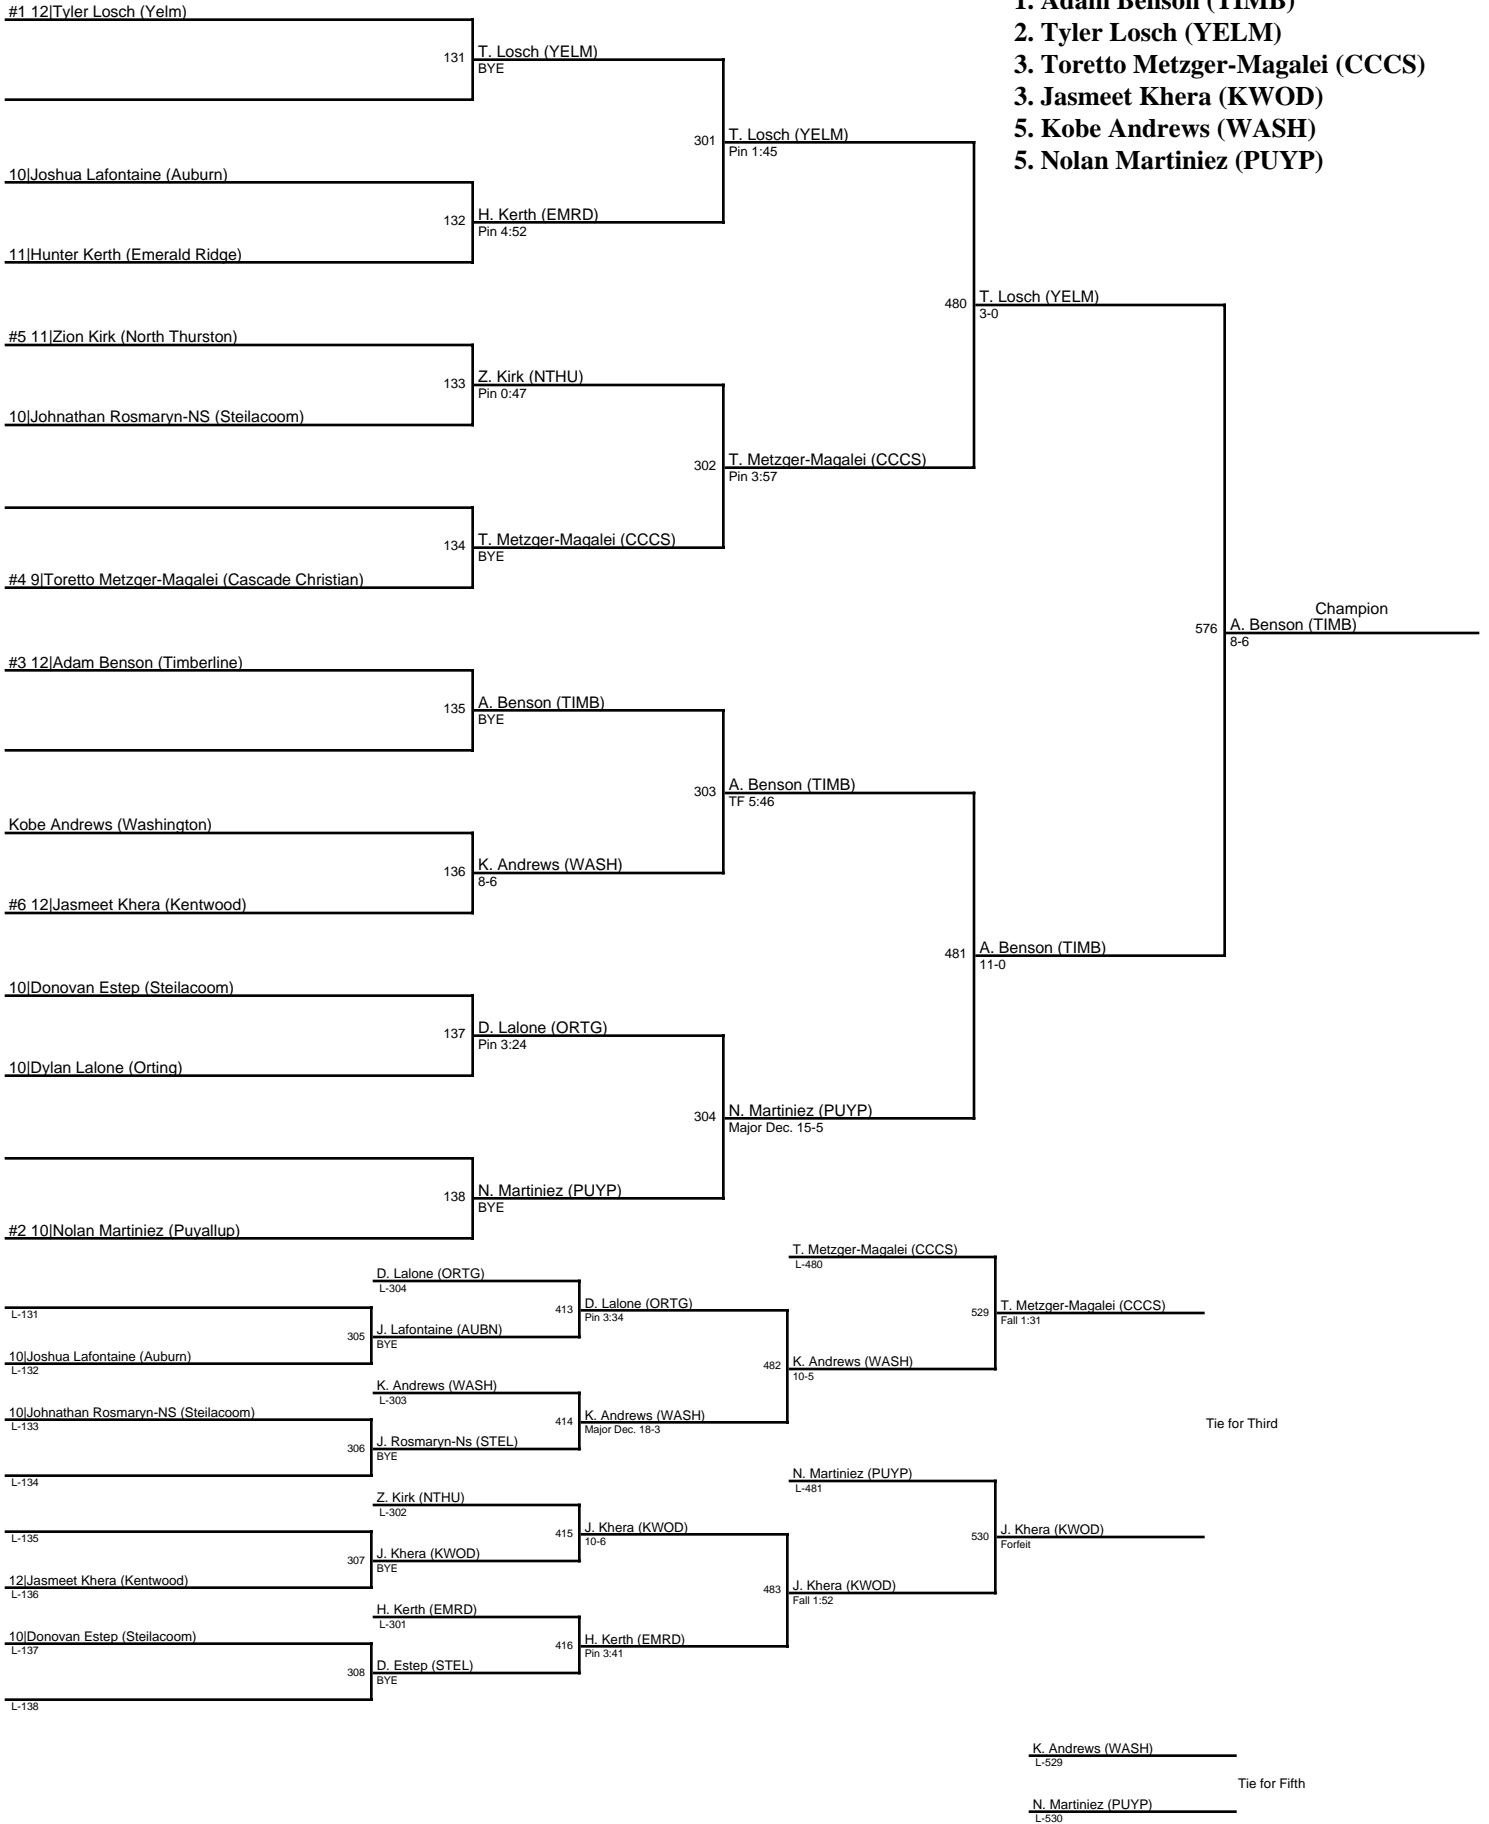 1. Adam Benson (TIMB)
2. Tyler Losch (YELM)
3. Toretto Metzger-Magalei (CCCS)
3. Jasmeet Khera (KWOD)
5. Kobe Andrews (WASH)
5. Nolan Martiniez (PUYP)
#1 12|Tyler Losch (Yelm)
131
T. Losch (YELM)
BYE
301
T. Losch (YELM)
Pin 1:45
10|Joshua Lafontaine (Auburn)
132
H. Kerth (EMRD)
Pin 4:52
11|Hunter Kerth (Emerald Ridge)
480
T. Losch (YELM)
3-0
#5 11|Zion Kirk (North Thurston)
133
Z. Kirk (NTHU)
Pin 0:47
10|Johnathan Rosmaryn-NS (Steilacoom)
302
T. Metzger-Magalei (CCCS)
Pin 3:57
134
T. Metzger-Magalei (CCCS)
BYE
#4 9|Toretto Metzger-Magalei (Cascade Christian)
Champion
576
A. Benson (TIMB)
8-6
#3 12|Adam Benson (Timberline)
135
A. Benson (TIMB)
BYE
303
A. Benson (TIMB)
TF 5:46
Kobe Andrews (Washington)
136
K. Andrews (WASH)
8-6
#6 12|Jasmeet Khera (Kentwood)
481
A. Benson (TIMB)
11-0
10|Donovan Estep (Steilacoom)
137
D. Lalone (ORTG)
Pin 3:24
10|Dylan Lalone (Orting)
304
N. Martiniez (PUYP)
Major Dec. 15-5
138
N. Martiniez (PUYP)
BYE
#2 10|Nolan Martiniez (Puyallup)
T. Metzger-Magalei (CCCS)
L-480
D. Lalone (ORTG)
L-304
413
D. Lalone (ORTG)
Pin 3:34
529
T. Metzger-Magalei (CCCS)
Fall 1:31
L-131
305
J. Lafontaine (AUBN)
BYE
10|Joshua Lafontaine (Auburn)
L-132
482
K. Andrews (WASH)
10-5
K. Andrews (WASH)
L-303
10|Johnathan Rosmaryn-NS (Steilacoom)
L-133
414
K. Andrews (WASH)
Major Dec. 18-3
Tie for Third
306
J. Rosmaryn-Ns (STEL)
BYE
L-134
N. Martiniez (PUYP)
L-481
Z. Kirk (NTHU)
L-302
L-135
415
J. Khera (KWOD)
10-6
530
J. Khera (KWOD)
Forfeit
307
J. Khera (KWOD)
BYE
12|Jasmeet Khera (Kentwood)
L-136
483
J. Khera (KWOD)
Fall 1:52
H. Kerth (EMRD)
L-301
10|Donovan Estep (Steilacoom)
L-137
416
H. Kerth (EMRD)
Pin 3:41
308
D. Estep (STEL)
BYE
L-138
K. Andrews (WASH)
L-529
Tie for Fifth
N. Martiniez (PUYP)
L-530